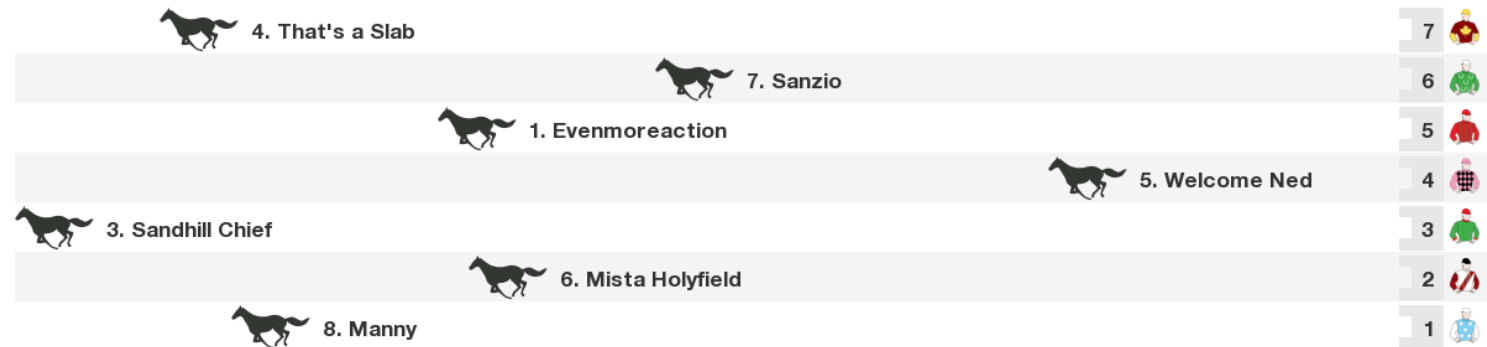 4. That's a Slab 7
7. Sanzio 6
1. Evenmoreaction 5
5. Welcome Ned 4
3. Sandhill Chief 3
6. Mista Holyfield 2
8. Manny 1